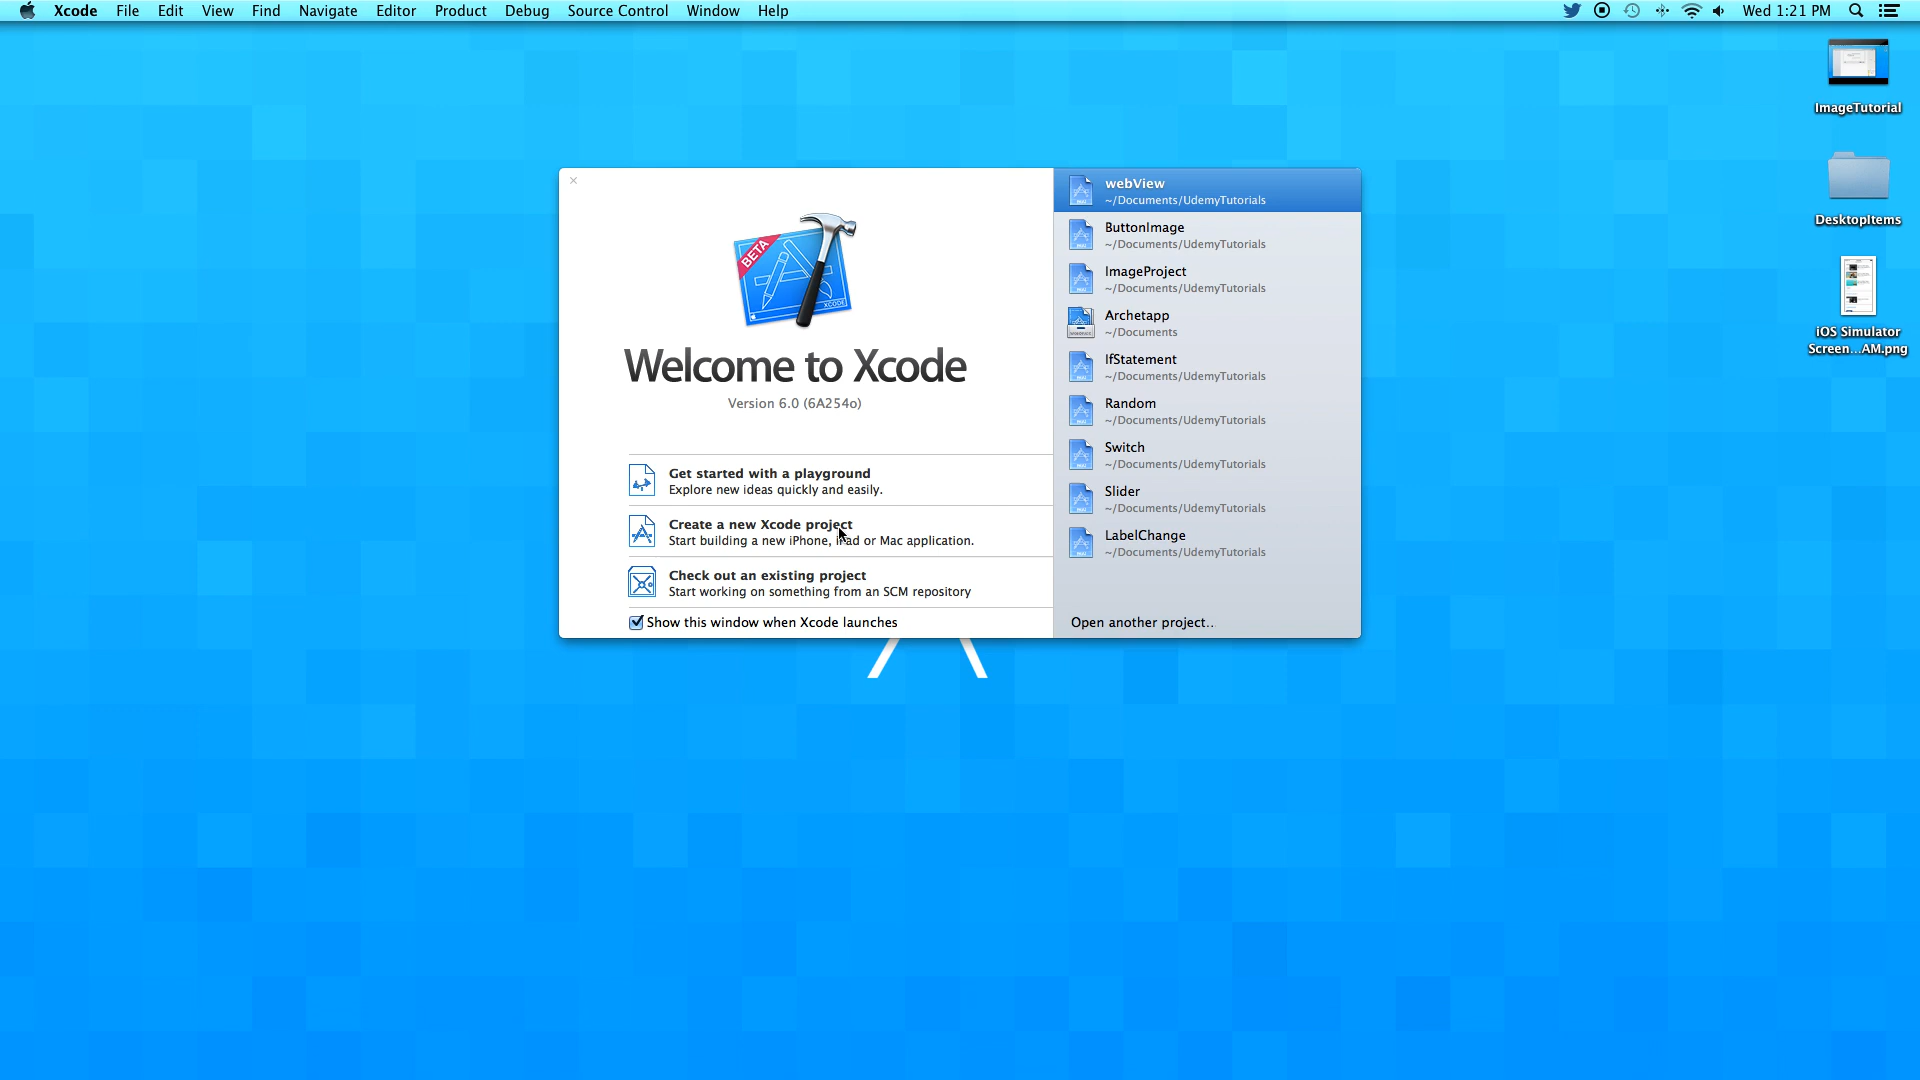 Xcode File Edit View Find Navigate Editor Product Debug Source Control Window Help Wed 1:21 PM
ImageTutorial
DesktopItems
iOS Simulator
Screen...AM.png
BETA
XCODE
Welcome to Xcode
Version 6.0 (6A254o)
Get started with a playground
Explore new ideas quickly and easily.
Create a new Xcode project
Start building a new iPhone, iPad or Mac application.
Check out an existing project
Start working on something from an SCM repository
Show this window when Xcode launches
webView
~/Documents/UdemyTutorials
ButtonImage
~/Documents/UdemyTutorials
ImageProject
~/Documents/UdemyTutorials
Archetapp
~/Documents
IfStatement
~/Documents/UdemyTutorials
Random
~/Documents/UdemyTutorials
Switch
~/Documents/UdemyTutorials
Slider
~/Documents/UdemyTutorials
LabelChange
~/Documents/UdemyTutorials
Open another project...